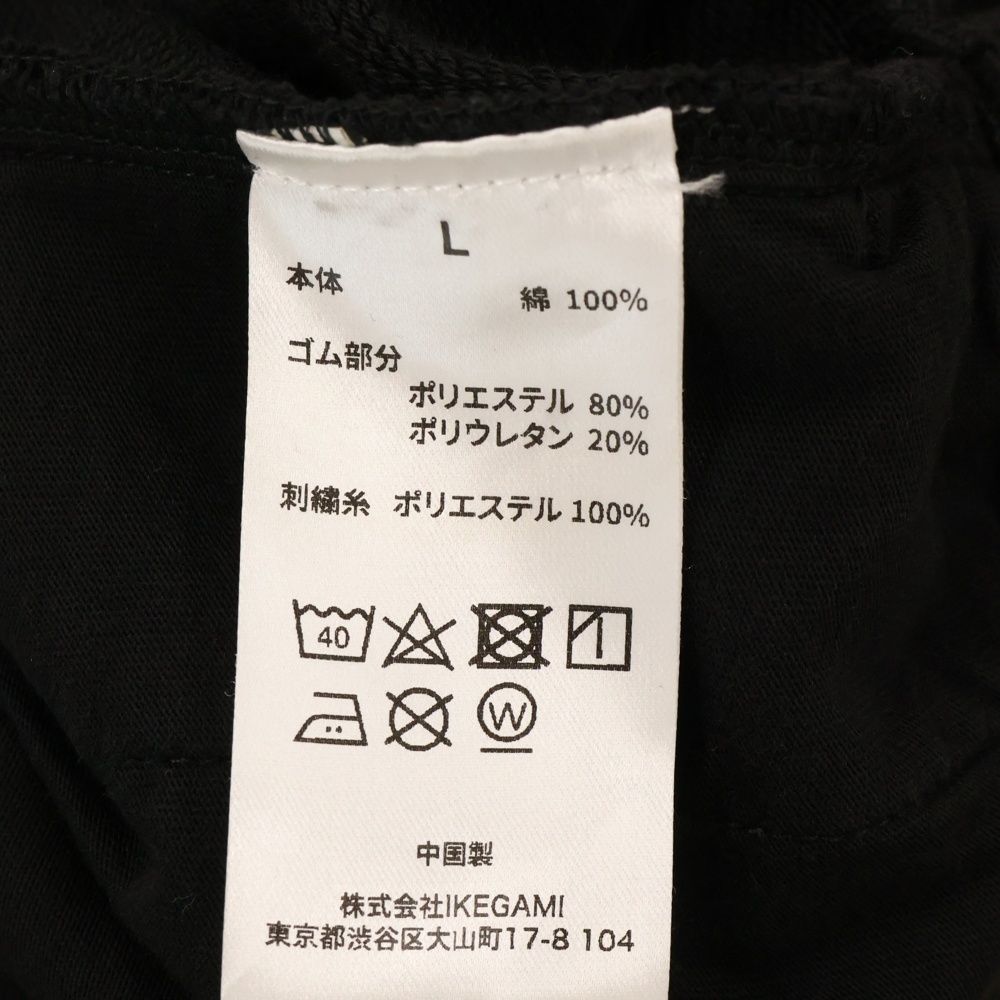 L
本体
綿 100%
ゴム部分
ポリエステル 80%
ポリウレタン 20%
刺繍糸 ポリエステル 100%
40
W
中国製
株式会社IKEGAMI
東京都渋谷区大山町17-8 104